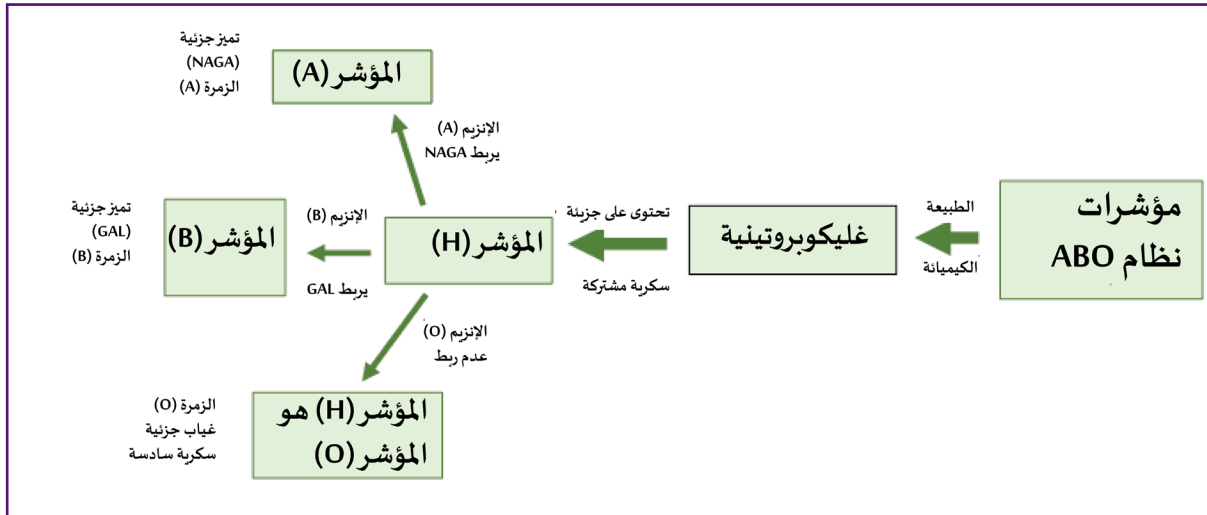 مؤشرات
نظام ABO
الطبيعة
الكيميائة
غليكوبروتينية
تحتوى على جزيئة
سكرية مشتركة
المؤشر (H)
الإنزيم (A)
يربط NAGA
المؤشر (A)
تميز جزئية
(NAGA)
الزمرة (A)
الإنزيم (B)
يربط GAL
المؤشر (B)
تميز جزئية
(GAL)
الزمرة (B)
الإنزيم (O)
عدم ربط
المؤشر (H) هو
المؤشر (O)
الزمرة (O)
غياب جزئية
سكرية سادسة